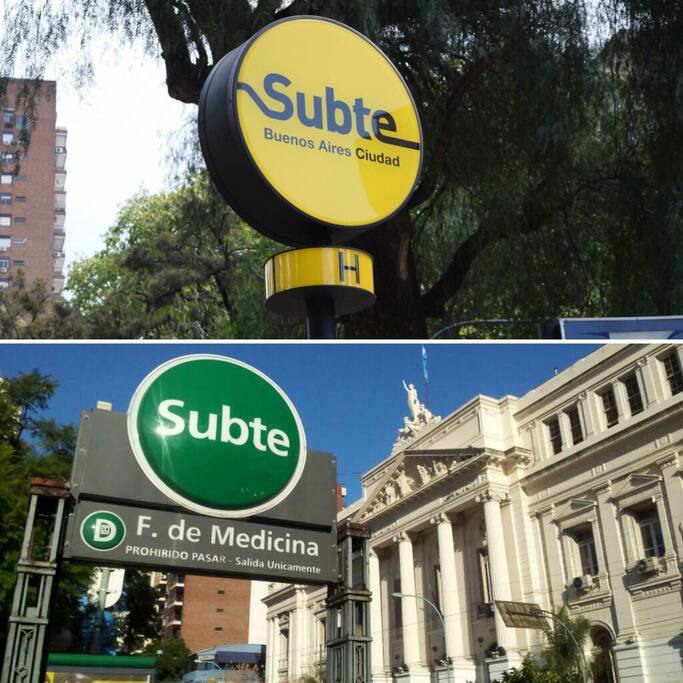 Subte
Buenos Aires Ciudad
H
Subte
D F. de Medicina
PROHIBIDO PASAR - Salida Unicamente